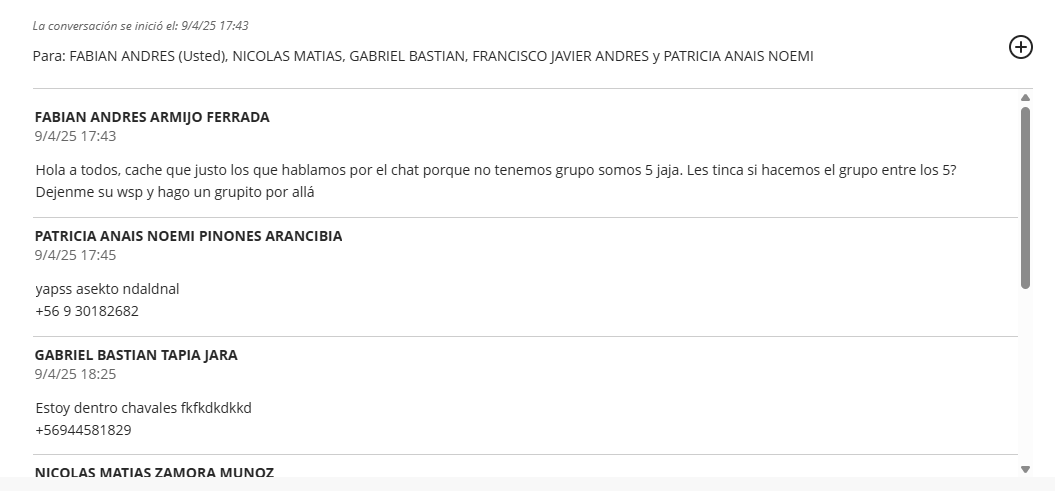 La conversación se inició el: 9/4/25 17:43
Para: FABIAN ANDRES (Usted), NICOLAS MATIAS, GABRIEL BASTIAN, FRANCISCO JAVIER ANDRES y PATRICIA ANAIS NOEMI
FABIAN ANDRES ARMIJO FERRADA
9/4/25 17:43
Hola a todos, cache que justo los que hablamos por el chat porque no tenemos grupo somos 5 jaja. Les tinca si hacemos el grupo entre los 5?
Dejenme su wsp y hago un grupito por allá
PATRICIA ANAIS NOEMI PINONES ARANCIBIA
9/4/25 17:45
yapss asekto ndaldnal
+56 9 30182682
GABRIEL BASTIAN TAPIA JARA
9/4/25 18:25
Estoy dentro chavales fkfkdkdkkd
+56944581829
NICOLAS MATIAS ZAMORA MUNOZ